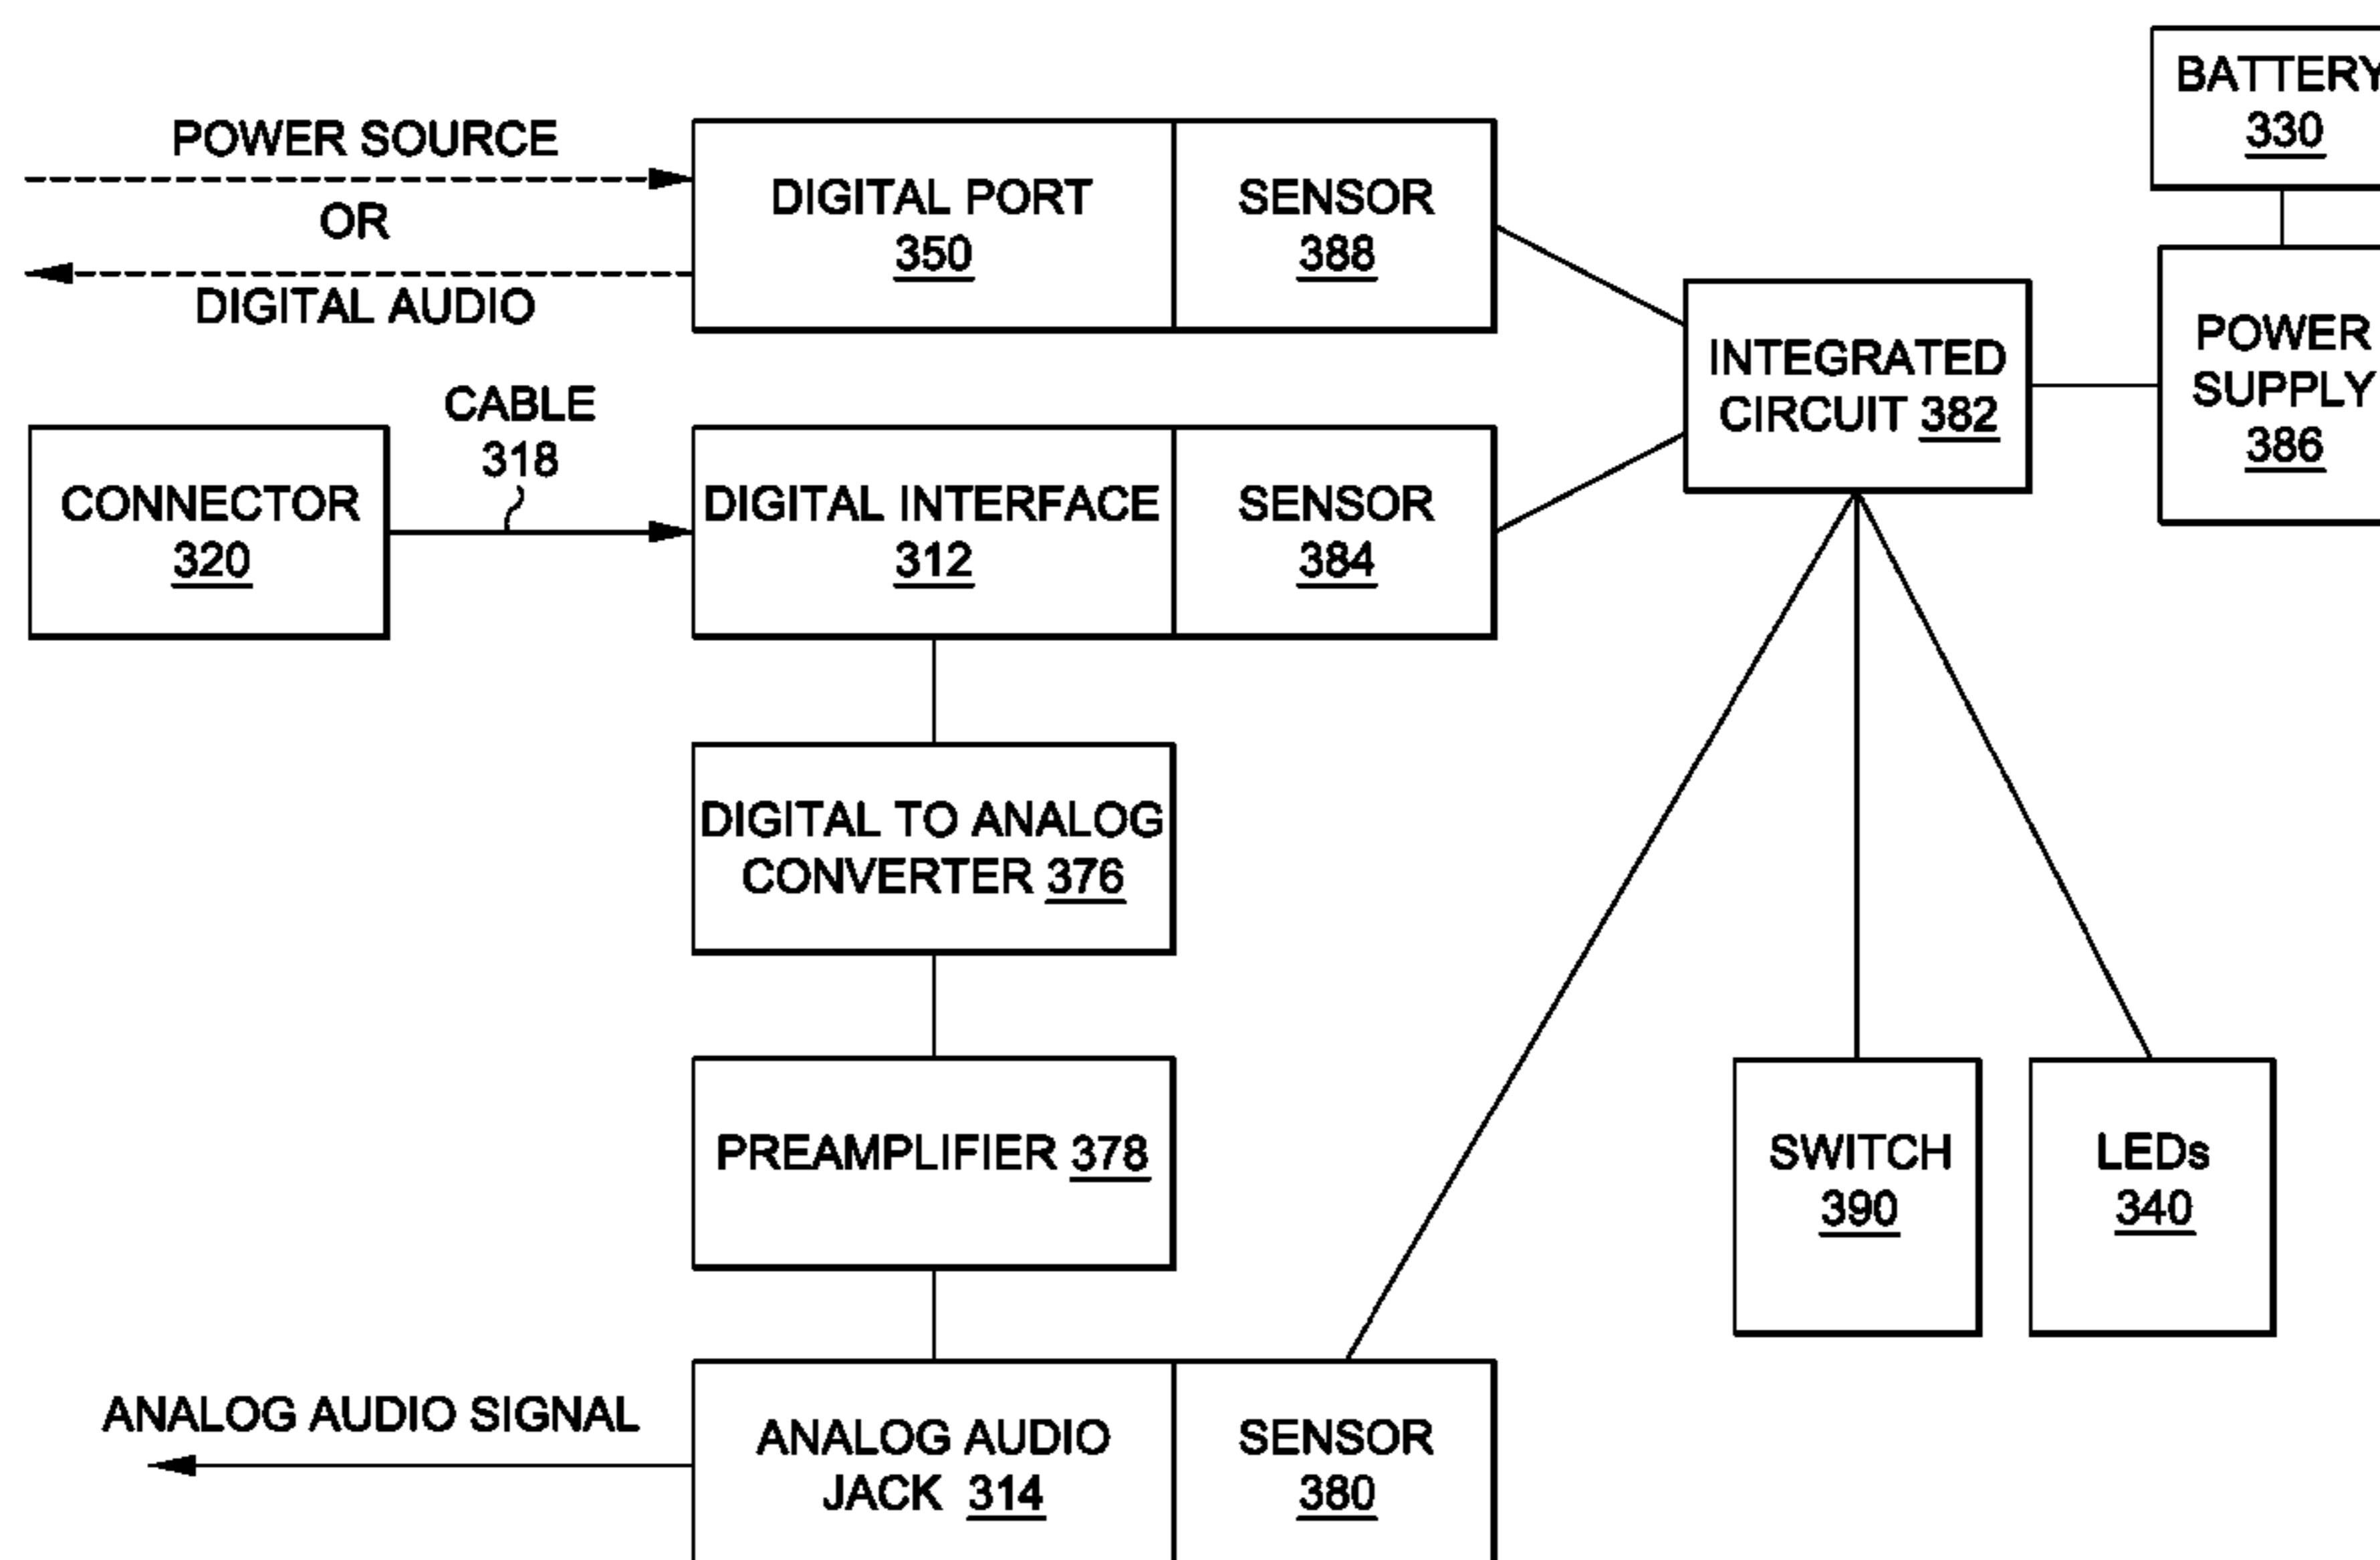 POWER SOURCE
OR
DIGITAL AUDIO
DIGITAL PORT
350
SENSOR
388
BATTERY
330
INTEGRATED
CIRCUIT 382
POWER
SUPPLY
386
CABLE
318
CONNECTOR
320
DIGITAL INTERFACE
312
SENSOR
384
DIGITAL TO ANALOG
CONVERTER 376
PREAMPLIFIER 378
SWITCH
390
LEDs
340
ANALOG AUDIO SIGNAL
ANALOG AUDIO
JACK 314
SENSOR
380